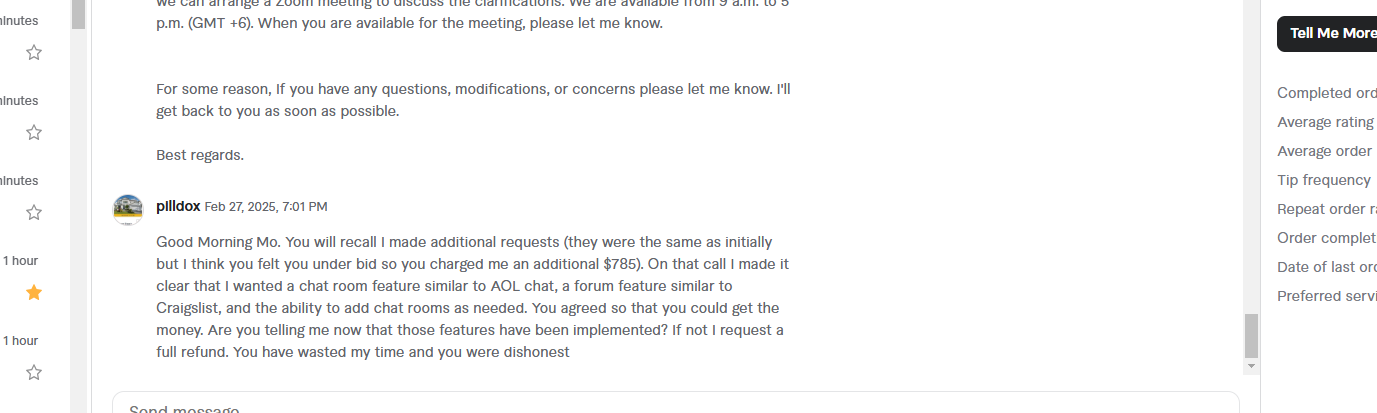 we can arrange a Zoom meeting to discuss the clarifications. We are available from 9 a.m. to 5
p.m. (GMT +6). When you are available for the meeting, please let me know.
For some reason, If you have any questions, modifications, or concerns please let me know. I'll
get back to you as soon as possible.
Best regards.
pilldox Feb 27, 2025, 7:01 PM
Good Morning Mo. You will recall I made additional requests (they were the same as initially
but I think you felt you under bid so you charged me an additional $785). On that call I made it
clear that I wanted a chat room feature similar to AOL chat, a forum feature similar to
Craigslist, and the ability to add chat rooms as needed. You agreed so that you could get the
money. Are you telling me now that those features have been implemented? If not I request a
full refund. You have wasted my time and you were dishonest
Send message
minutes
minutes
minutes
1 hour
1 hour
Tell Me More
Completed ord
Average rating
Average order
Tip frequency
Repeat order ra
Order complet
Date of last ord
Preferred servi